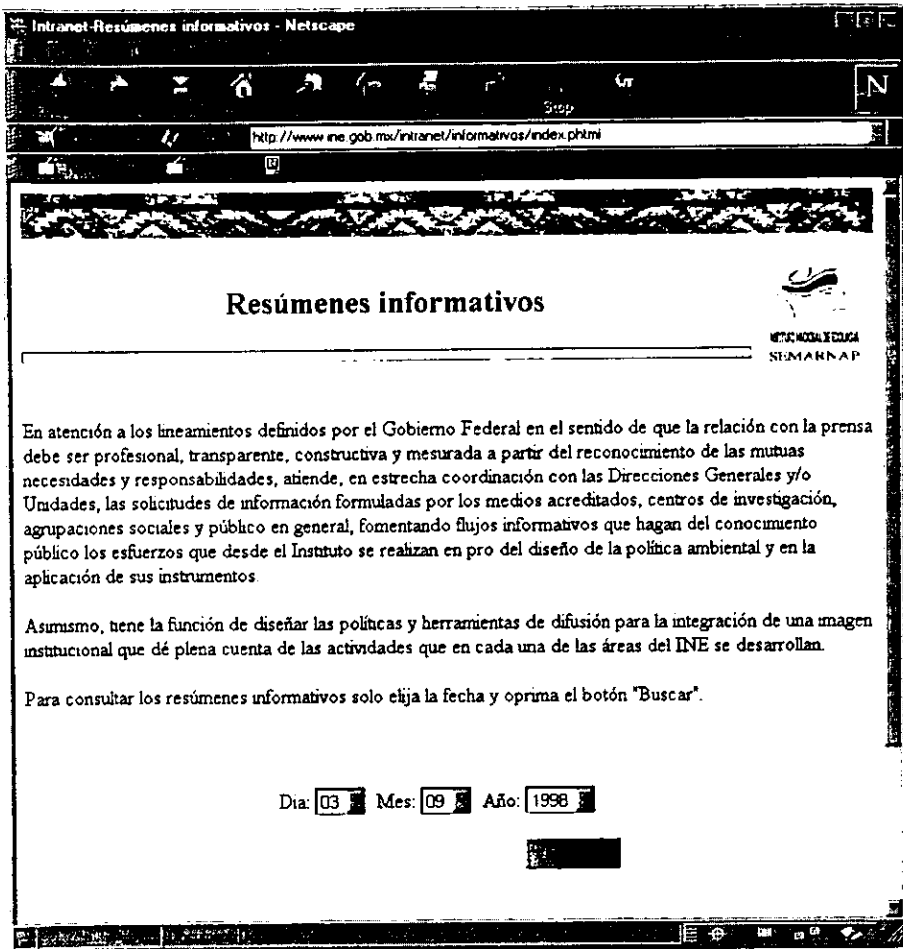 Intranet-Resúmenes informativos - Netscape
Stop
N
http://www.ine.gob.mx/intranet/informativos/index.phtml
Resúmenes informativos
INSTITUTO NACIONAL DE ECOLOGIA
SEMARNAP
En atención a los lineamientos definidos por el Gobierno Federal en el sentido de que la relación con la prensa
debe ser profesional, transparente, constructiva y mesurada a partir del reconocimiento de las mutuas
necesidades y responsabilidades, atiende, en estrecha coordinación con las Direcciones Generales y/o
Unidades, las solicitudes de información formuladas por los medios acreditados, centros de investigación,
agrupaciones sociales y público en general, fomentando flujos informativos que hagan del conocimiento
público los esfuerzos que desde el Instituto se realizan en pro del diseño de la política ambiental y en la
aplicación de sus instrumentos.
Asimismo, tiene la función de diseñar las políticas y herramientas de difusión para la integración de una imagen
institucional que dé plena cuenta de las actividades que en cada una de las áreas del INE se desarrollan.
Para consultar los resúmenes informativos solo elija la fecha y oprima el botón "Buscar".
Dia: 03 Mes: 09 Año: 1998